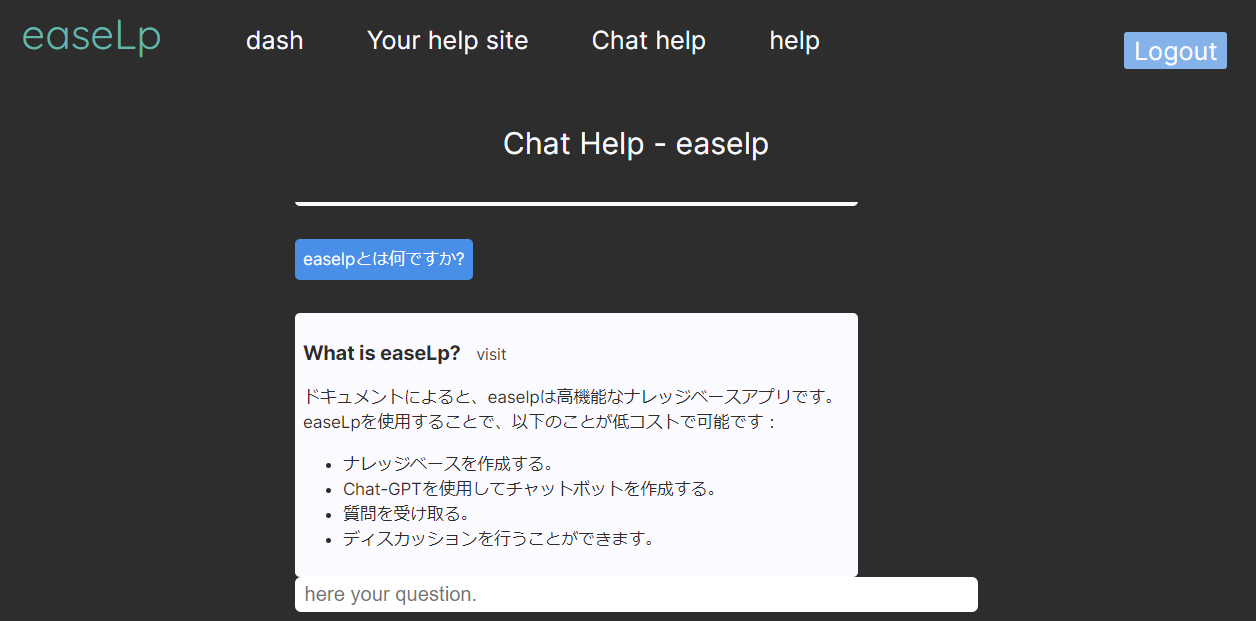 easeLp
dash
Your help site
Chat help
help
Logout
Chat Help - easelp
easelpとは何ですか?
What is easeLp? visit
ドキュメントによると、easelpは高機能なナレッジベースアプリです。
easeLpを使用することで、以下のことが低コストで可能です：
• ナレッジベースを作成する。
• Chat-GPTを使用してチャットボットを作成する。
• 質問を受け取る。
• ディスカッションを行うことができます。
here your question.